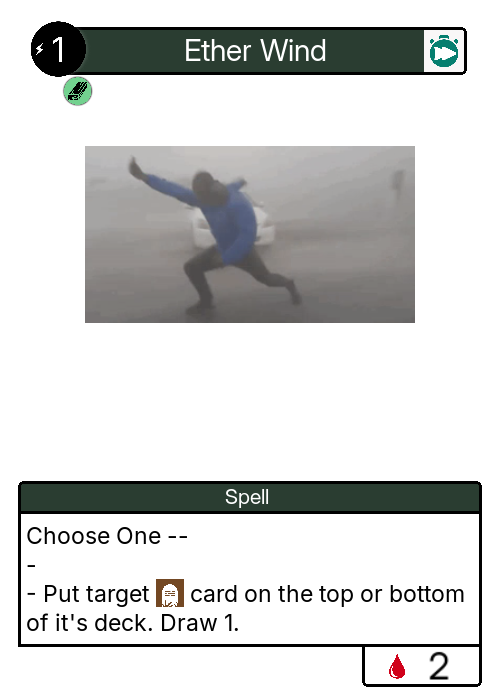 1 Ether Wind
Spell
Choose One --
-
- Put target card on the top or bottom
of it's deck. Draw 1.
2